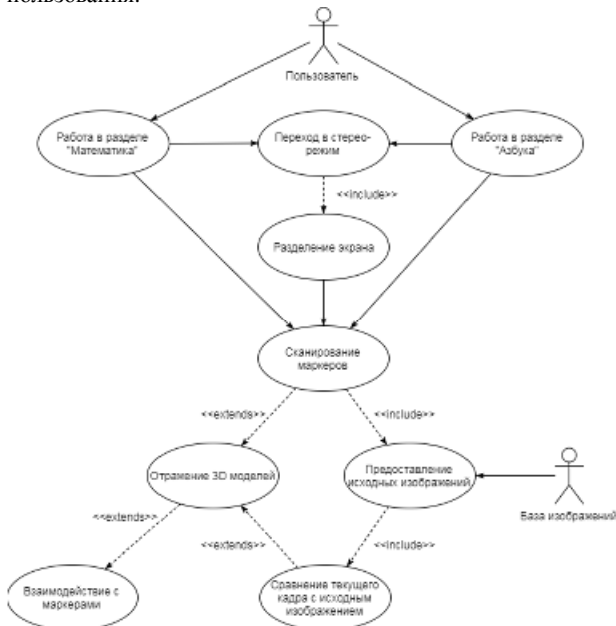 пользования.
Пользователь
Работа в разделе
"Математика"
Переход в стерео-
режим
Работа в разделе
"Азбука"
<<include>>
Разделение экрана
Сканирование
маркеров
<<extends>>
<<include>>
Отражение 3D моделей
Предоставление
исходных изображений
База изображений
<<extends>>
<<extends>>
<<include>>
Взаимодействие с
маркерами
Сравнение текущего
кадра с исходным
изображением